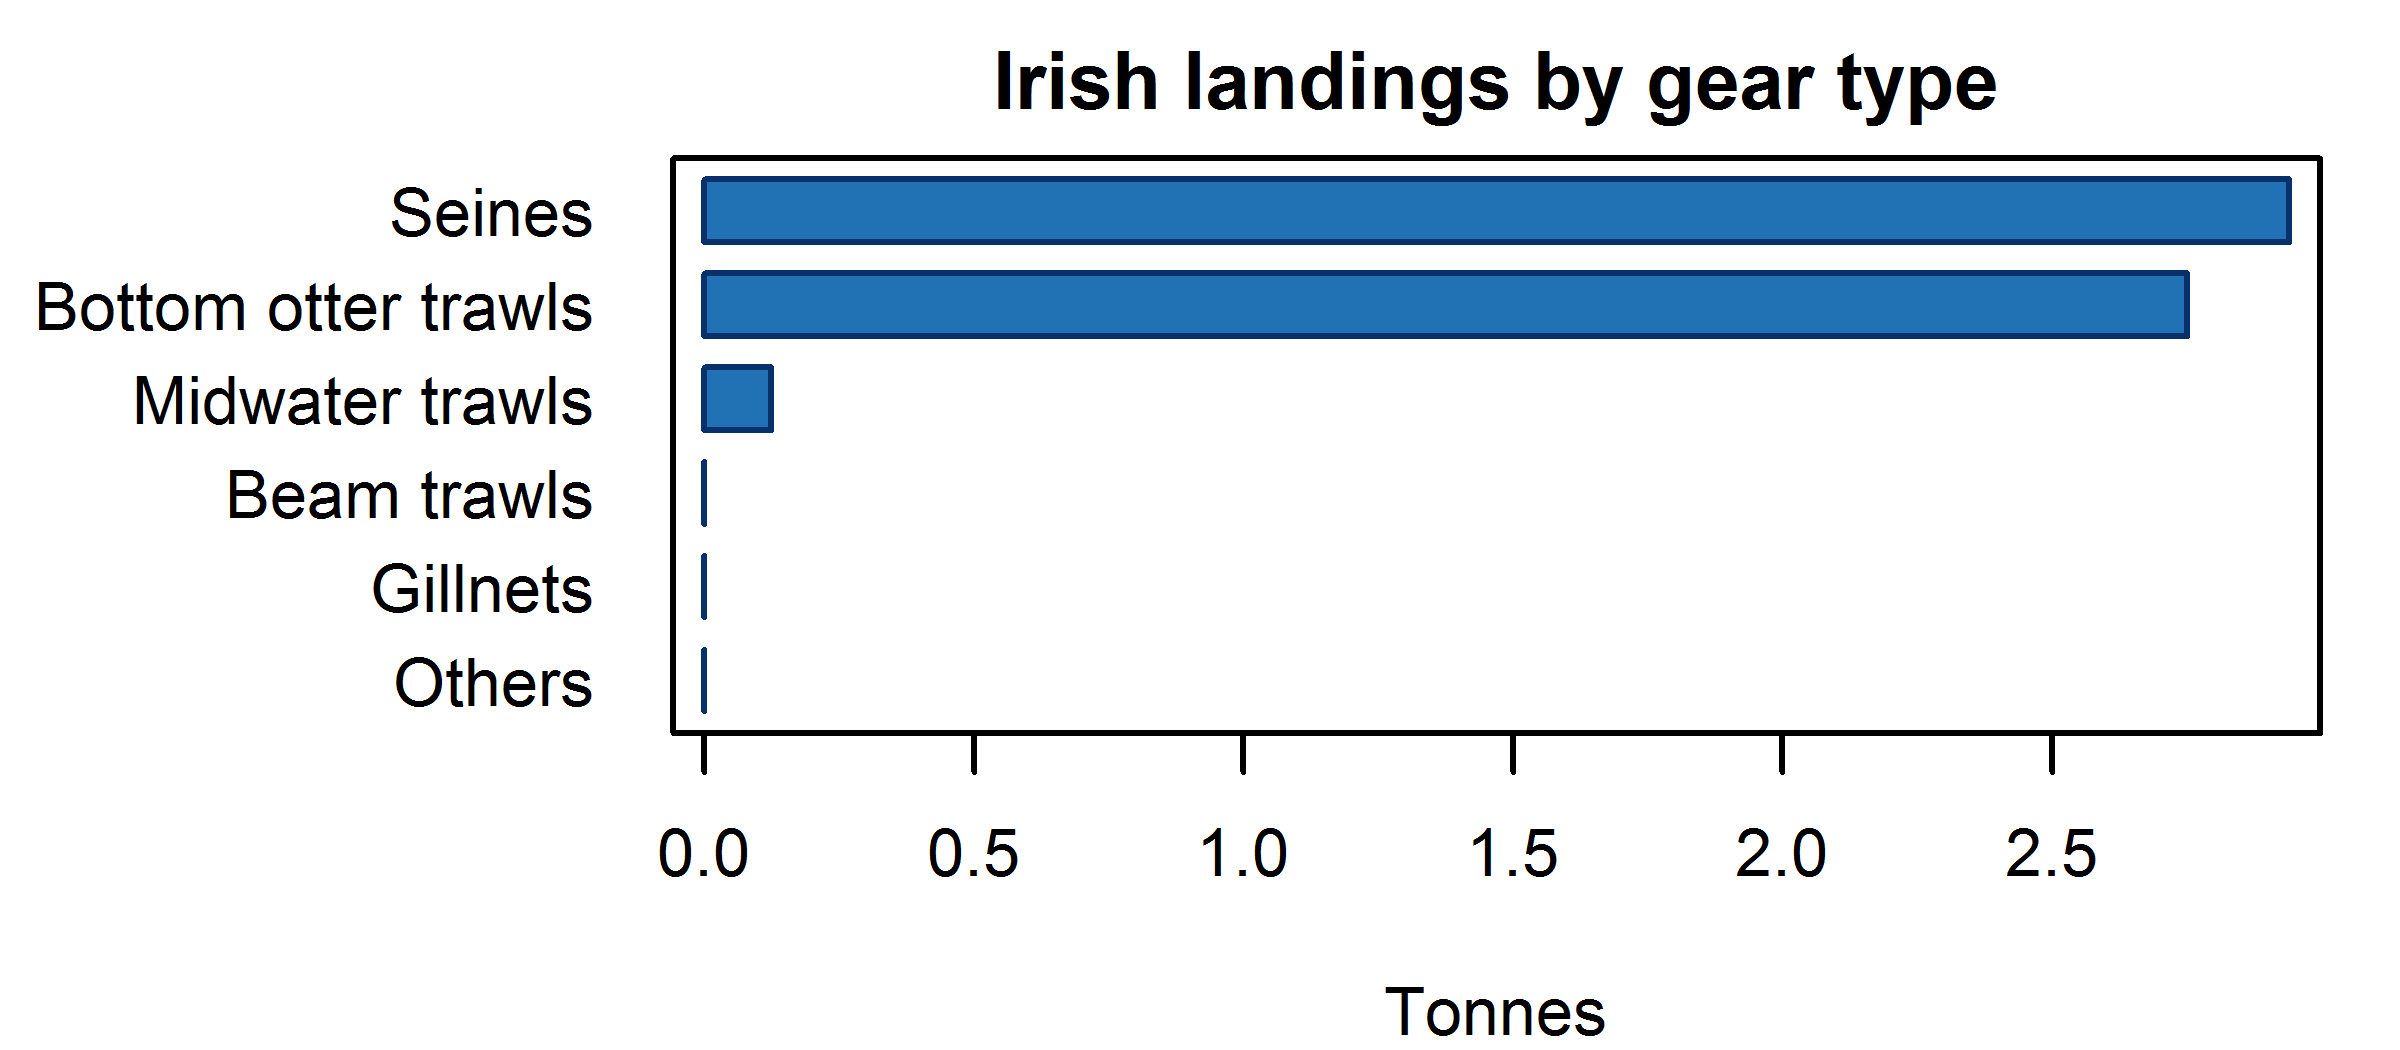 Irish landings by gear type
Seines
Bottom otter trawls
Midwater trawls
Beam trawls
Gillnets
Others
0.0 0.5 1.0 1.5 2.0 2.5
Tonnes